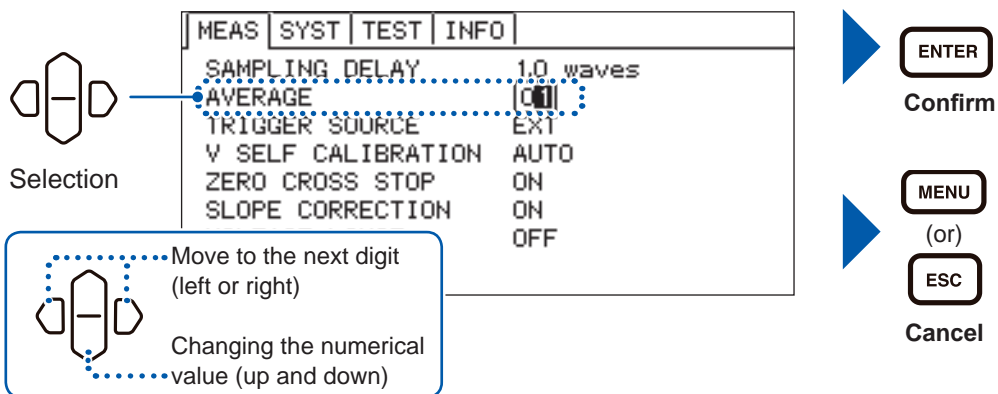 MEAS SYST TEST INFO
SAMPLING DELAY 1.0 waves
AVERAGE 01
TRIGGER SOURCE EXT
V SELF CALIBRATION AUTO
ZERO CROSS STOP ON
SLOPE CORRECTION ON
OFF
Selection
Move to the next digit
(left or right)
Changing the numerical
value (up and down)
ENTER
Confirm
MENU
(or)
ESC
Cancel